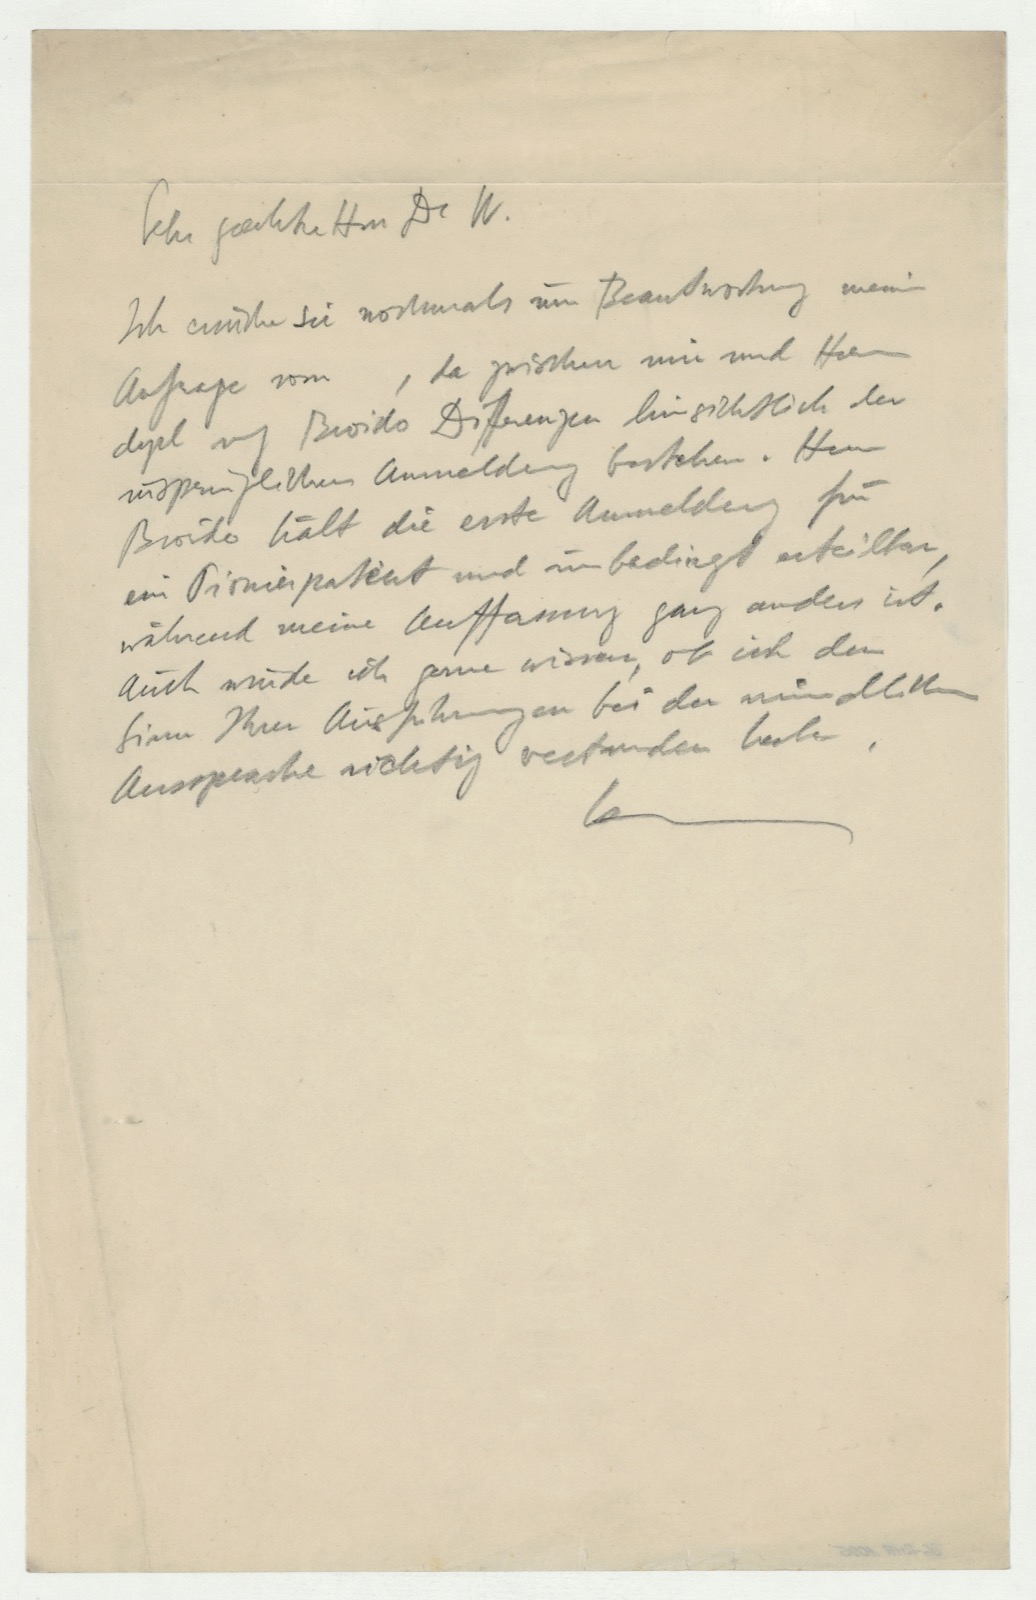 Sehr geehrter Herr Dr W.
Ich ersuche Sie nochmals um Beantwortung meiner
Anfrage vom , da zwischen mir und Herrn
dipl ing Broido Differenzen hinsichtlich der
ursprünglichen Anmeldung bestehen. Herr
Broido hält die erste Anmeldung für
ein Pionierpatent und unbedingt erteilbar,
während meine Auffassung ganz anders ist.
Auch würde ich gerne wissen, ob ich den
Sinn Ihrer Ausführungen bei der mündlichen
Aussprache richtig verstanden habe.